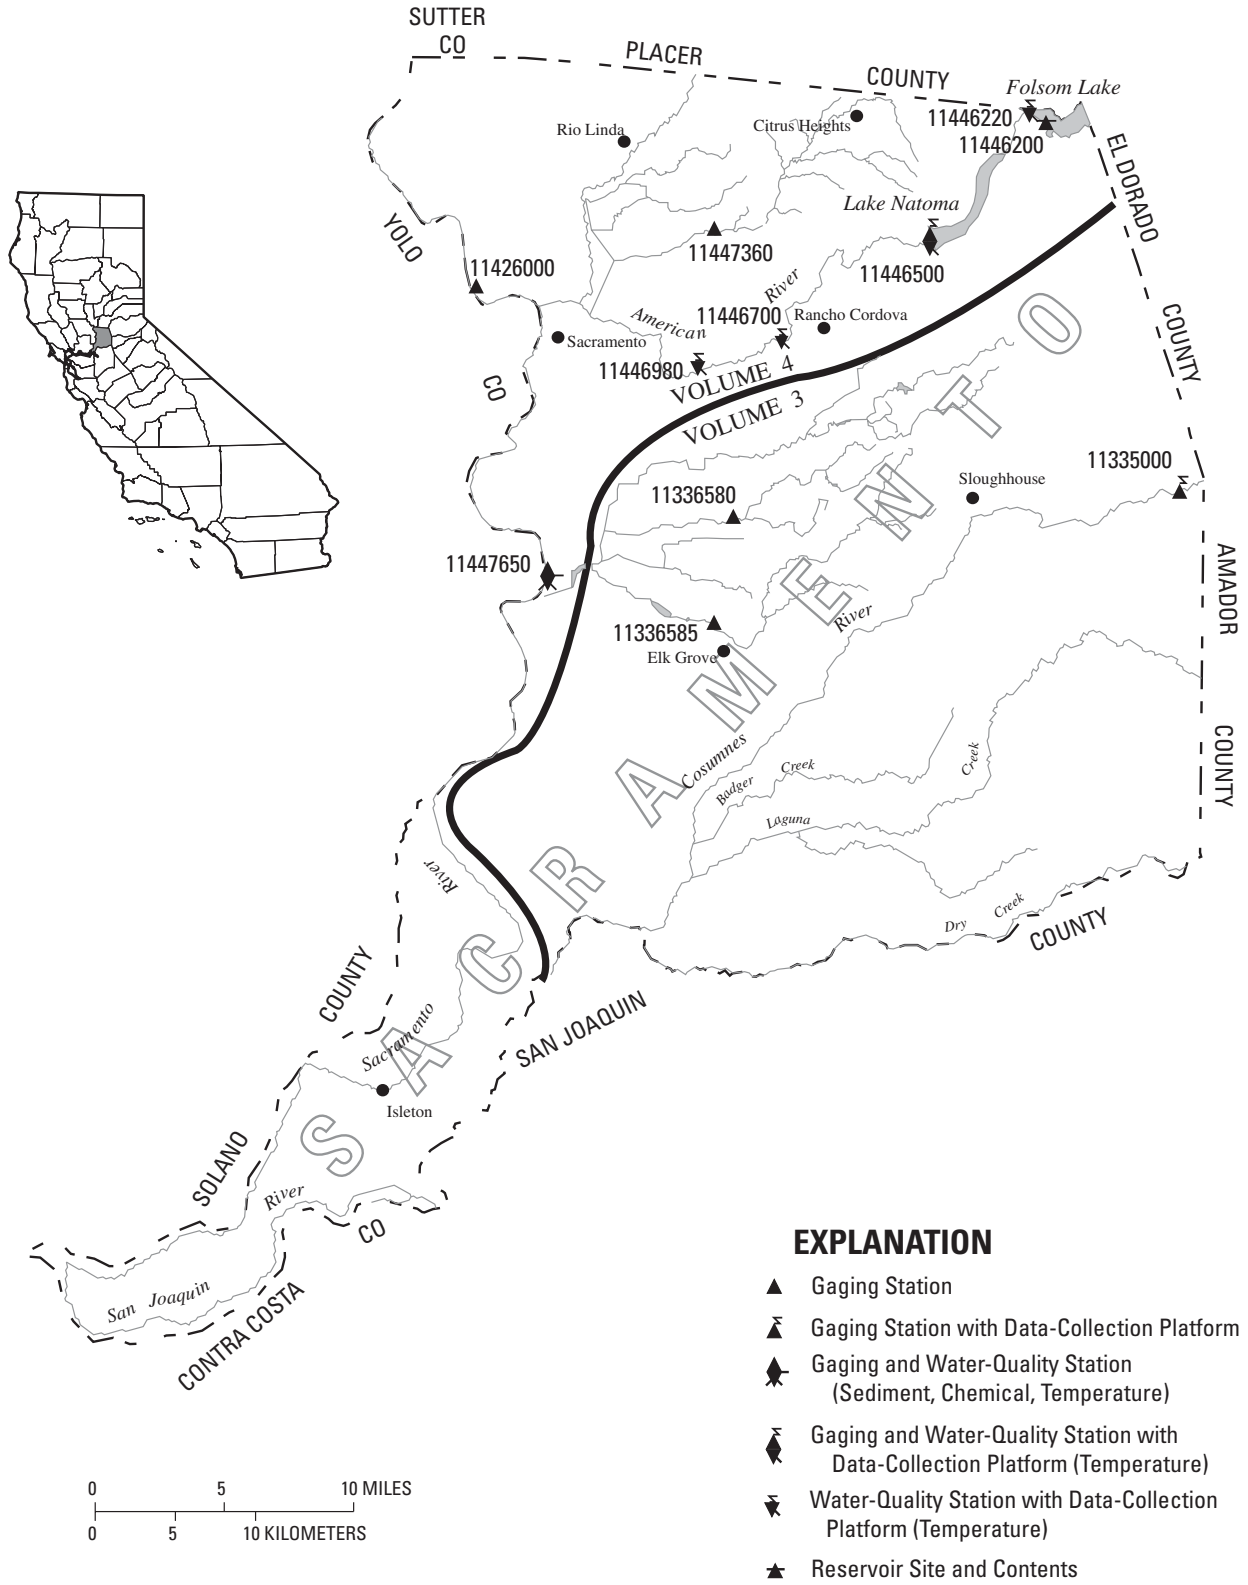 SUTTER
CO
PLACER
COUNTY
Folsom Lake
11446220
11446200
Citrus Heights
Rio Linda
EL DORADO
COUNTY
Lake Natoma
YOLO
CO
11447360
11446500
11426000
River
American
11446700
Rancho Cordova
Sacramento
11446980
VOLUME 4
VOLUME 3
11335000
Sloughhouse
11336580
11447650
AMADOR
COUNTY
11336585
Elk Grove
River
Cosumnes
Badger
Creek
Laguna
Creek
Dry
Creek
COUNTY
SAN JOAQUIN
River
Sacramento
SACRAMENTO
COUNTY
SOLANO
Isleton
River
San Joaquin
CO
CONTRA COSTA
EXPLANATION
Gaging Station
Gaging Station with Data-Collection Platform
Gaging and Water-Quality Station
(Sediment, Chemical, Temperature)
Gaging and Water-Quality Station with
Data-Collection Platform (Temperature)
Water-Quality Station with Data-Collection
Platform (Temperature)
Reservoir Site and Contents
0 5 10 MILES
0 5 10 KILOMETERS